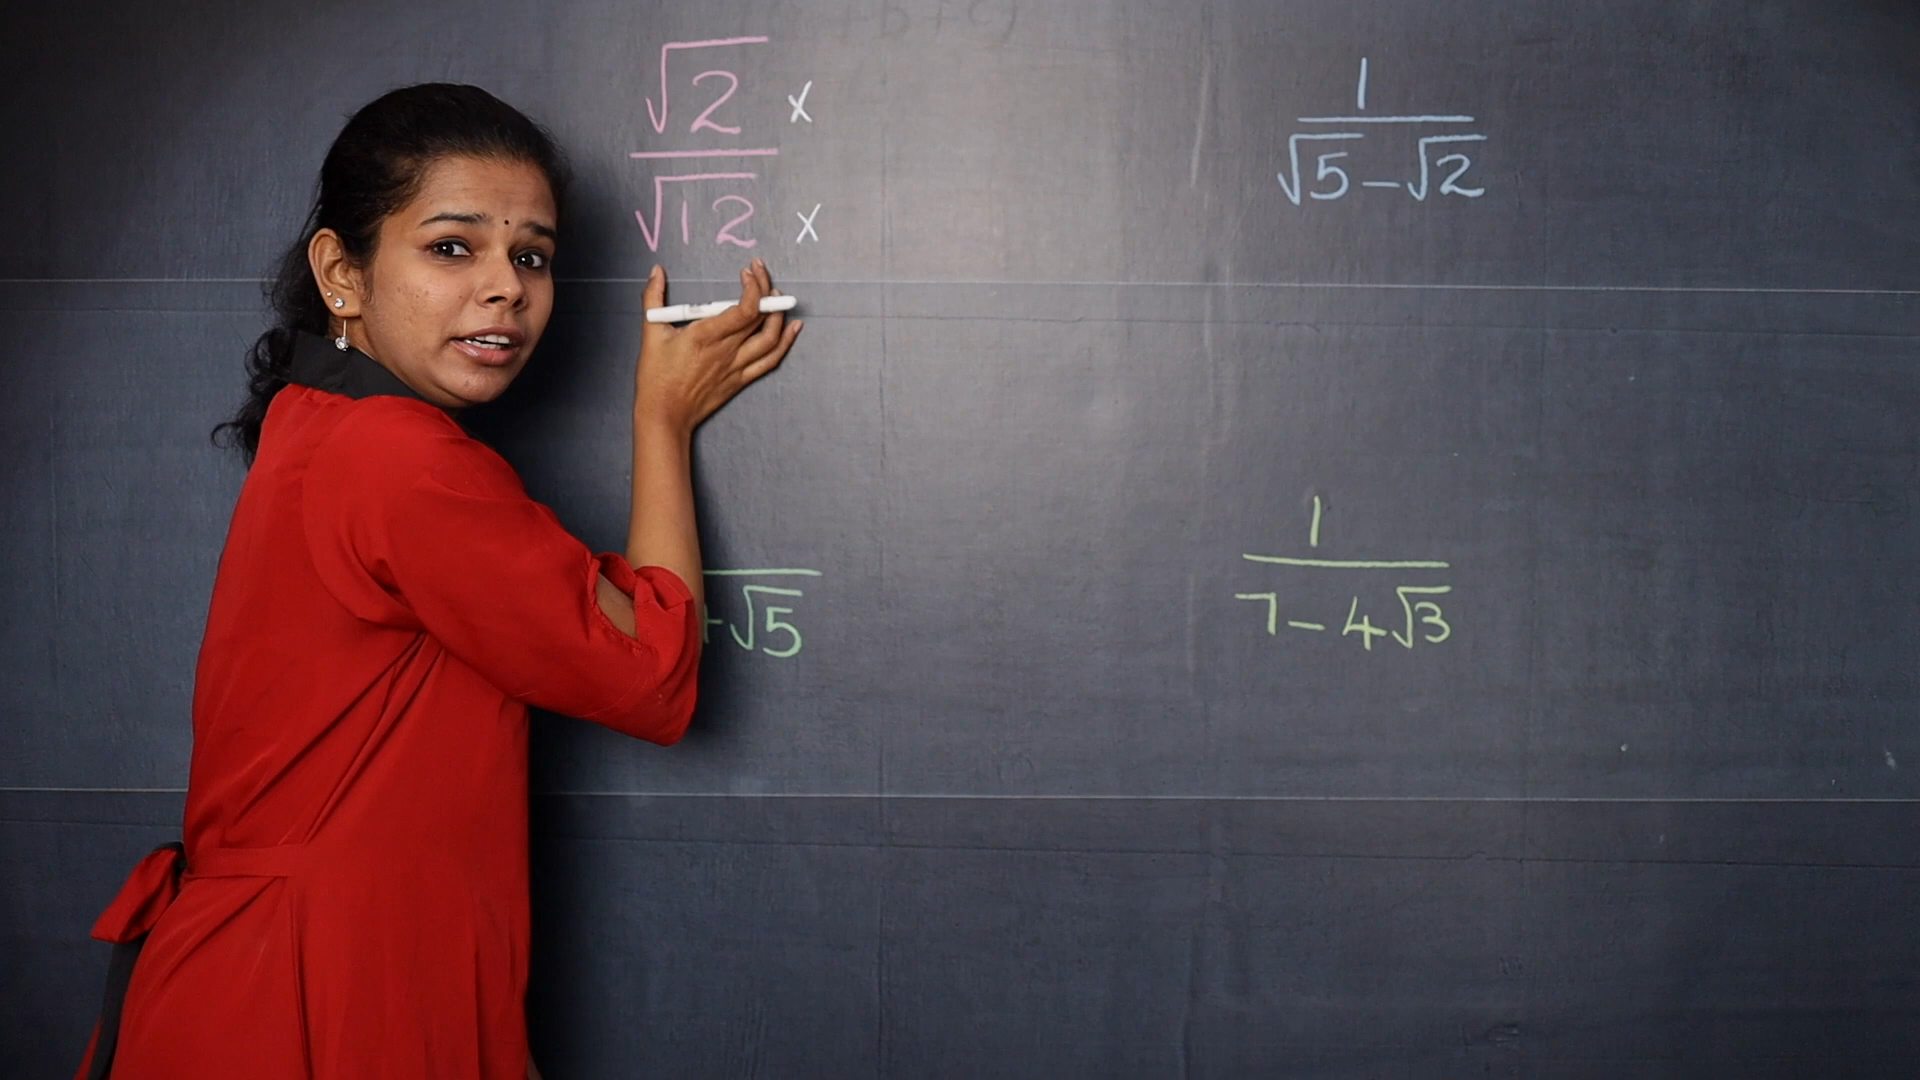 √2 x
√12 x
1
√5-√2
+√5
1
7-4√3